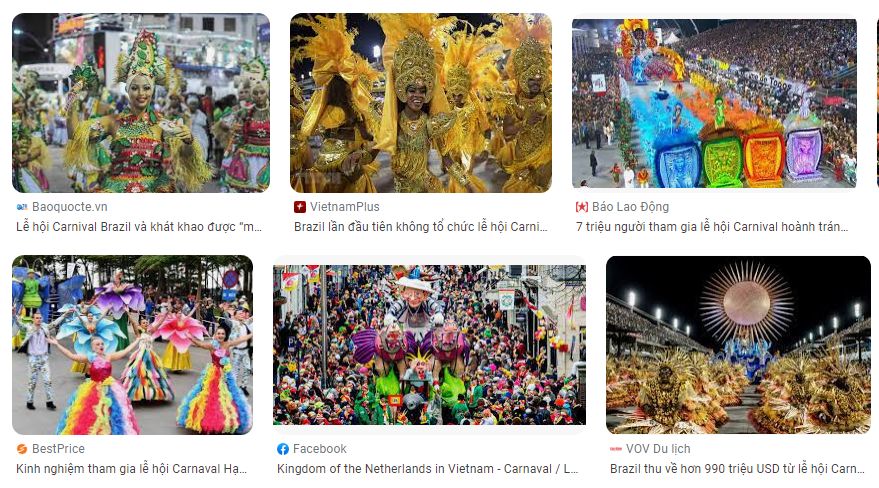 Baoquocte.vn
Lễ hội Carnival Brazil và khát khao được “m...
VietnamPlus
Brazil lần đầu tiên không tổ chức lễ hội Carni...
Báo Lao Động
7 triệu người tham gia lễ hội Carnival hoành trán...
BestPrice
Kinh nghiệm tham gia lễ hội Carnaval Hạ...
Facebook
Kingdom of the Netherlands in Vietnam - Carnaval / L...
VOV Du lịch
Brazil thu về hơn 990 triệu USD từ lễ hội Carn...